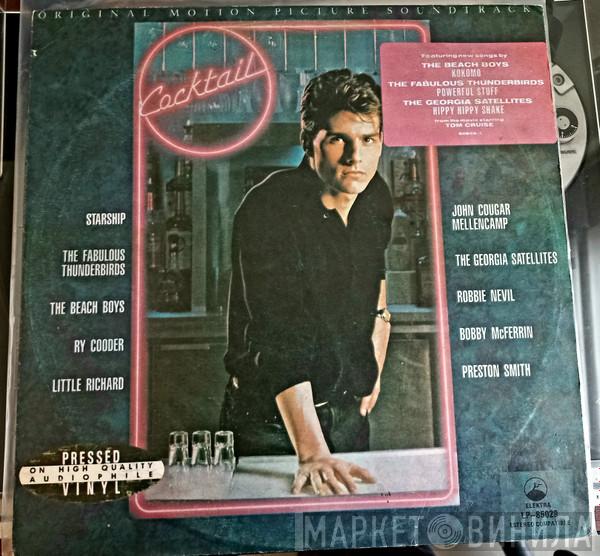 ORIGINAL MOTION PICTURE SOUNDTRACK
Cocktail
Featuring new songs by
THE BEACH BOYS
KOKOMO
THE FABULOUS THUNDERBIRDS
POWERFUL STUFF
THE GEORGIA SATELLITES
HIPPY HIPPY SHAKE
from the movie starring
TOM CRUISE
STARSHIP
THE FABULOUS
THUNDERBIRDS
THE BEACH BOYS
RY COODER
LITTLE RICHARD
JOHN COUGAR
MELLENCAMP
THE GEORGIA SATELLITES
ROBBIE NEVIL
BOBBY McFERRIN
PRESTON SMITH
PRESSED
ON HIGH QUALITY
AUDIOPHILE
VINYL
ELEKTRA
LP-85029
ESTEREO COMPATIBLE
МАРКЕТ ВИНИЛА